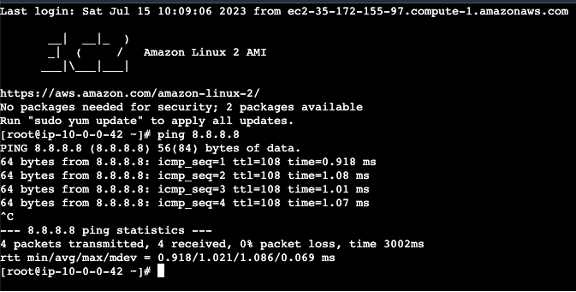 Last login: Sat Jul 15 10:09:06 2023 from ec2-35-172-155-97.compute-1.amazonaws.com
       __|  __|_  )
       _|  (     /   Amazon Linux 2 AMI
      ___|\___|___|
https://aws.amazon.com/amazon-linux-2/
No packages needed for security; 2 packages available
Run "sudo yum update" to apply all updates.
[root@ip-10-0-0-42 ~]# ping 8.8.8.8
PING 8.8.8.8 (8.8.8.8) 56(84) bytes of data.
64 bytes from 8.8.8.8: icmp_seq=1 ttl=108 time=0.918 ms
64 bytes from 8.8.8.8: icmp_seq=2 ttl=108 time=1.08 ms
64 bytes from 8.8.8.8: icmp_seq=3 ttl=108 time=1.01 ms
64 bytes from 8.8.8.8: icmp_seq=4 ttl=108 time=1.07 ms
^C
--- 8.8.8.8 ping statistics ---
4 packets transmitted, 4 received, 0% packet loss, time 3002ms
rtt min/avg/max/mdev = 0.918/1.021/1.086/0.069 ms
[root@ip-10-0-0-42 ~]#